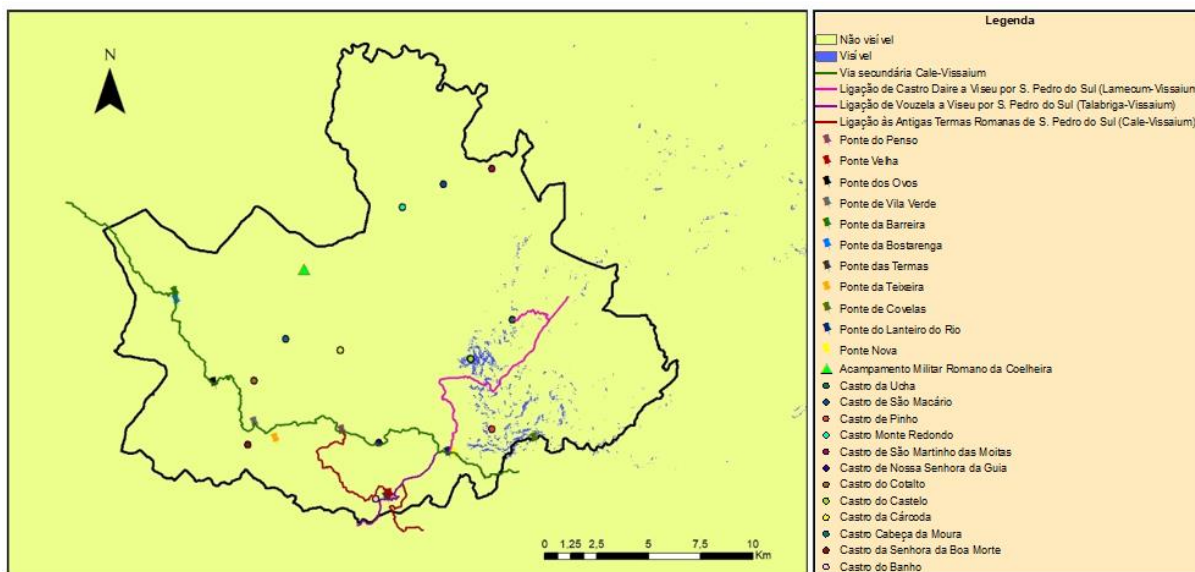 N
0 1,25 2,5 5 7,5 10
Km
Legenda
Não visível
Visível
Via secundária Cale-Vissaium
Ligação de Castro Daire a Viseu por S. Pedro do Sul (Lamecum-Vissaium
Ligação de Vouzela a Viseu por S. Pedro do Sul (Talabriga-Vissaium)
Ligação às Antigas Termas Romanas de S. Pedro do Sul (Cale-Vissaium)
Ponte do Penso
Ponte Velha
Ponte dos Ovos
Ponte de Vila Verde
Ponte da Barreira
Ponte da Bostarenga
Ponte das Termas
Ponte da Teixeira
Ponte de Covelas
Ponte do Lanteiro do Rio
Ponte Nova
Acampamento Militar Romano da Coelheira
Castro da Ucha
Castro de São Macário
Castro de Pinho
Castro Monte Redondo
Castro de São Martinho das Moitas
Castro de Nossa Senhora da Guia
Castro do Cotalto
Castro do Castelo
Castro da Cárcoda
Castro Cabeça da Moura
Castro da Senhora da Boa Morte
Castro do Banho